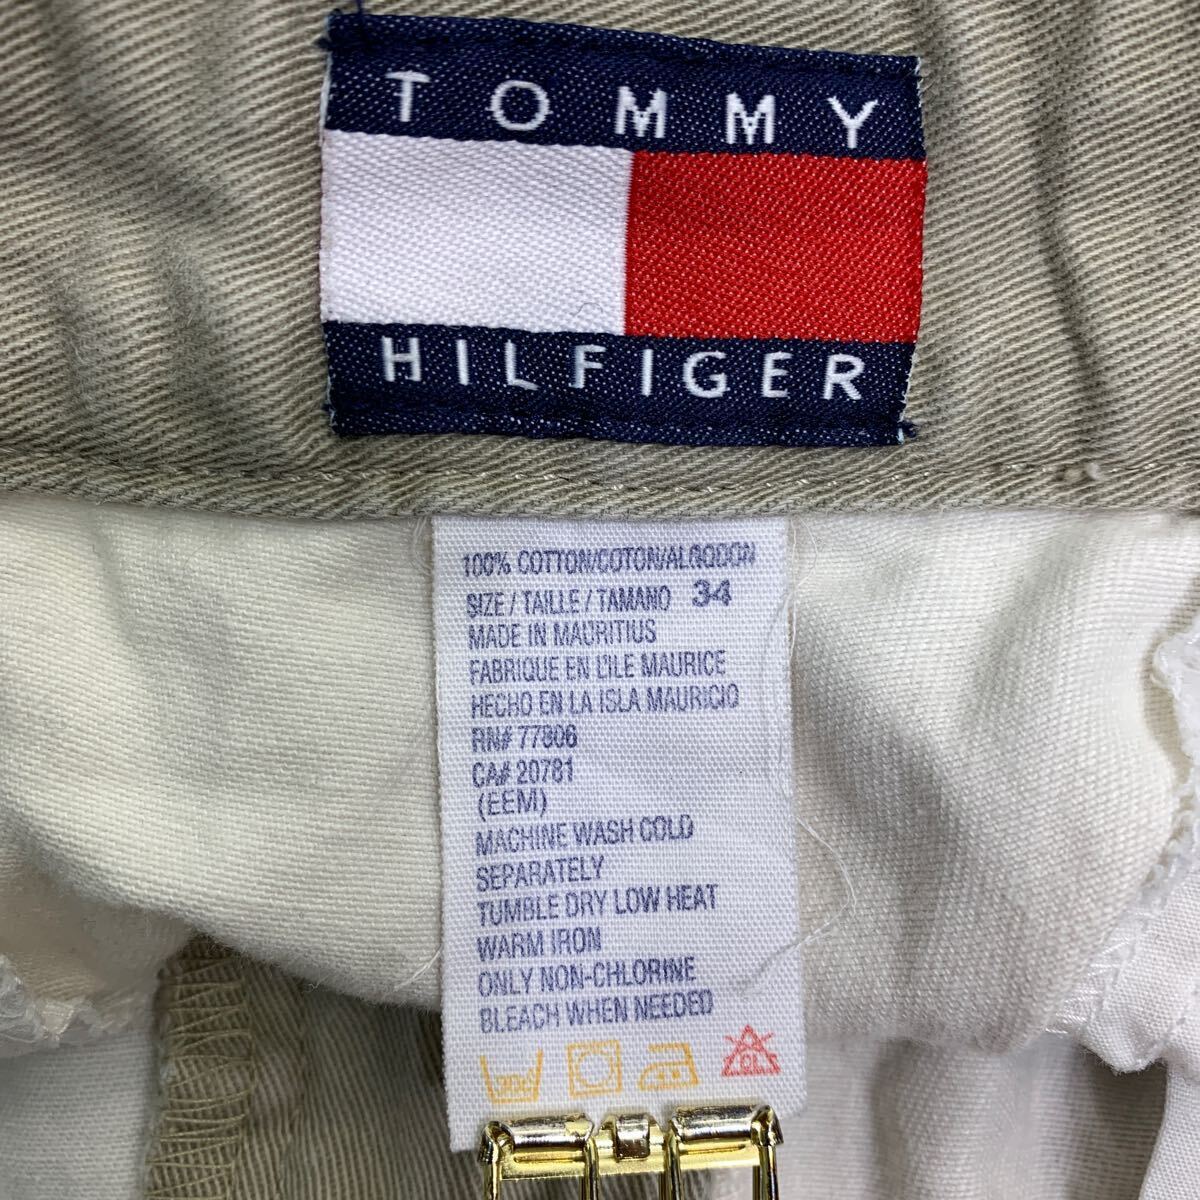 TOMMY
HILFIGER
100% COTTON/COTON/ALGODON
SIZE / TAILLE / TAMANO 34
MADE IN MAURITIUS
FABRIQUE EN L'ILE MAURICE
HECHO EN LA ISLA MAURICIO
RN# 77806
CA# 20781
(EEM)
MACHINE WASH COLD
SEPARATELY
TUMBLE DRY LOW HEAT
WARM IRON
ONLY NON-CHLORINE
BLEACH WHEN NEEDED
30C CL